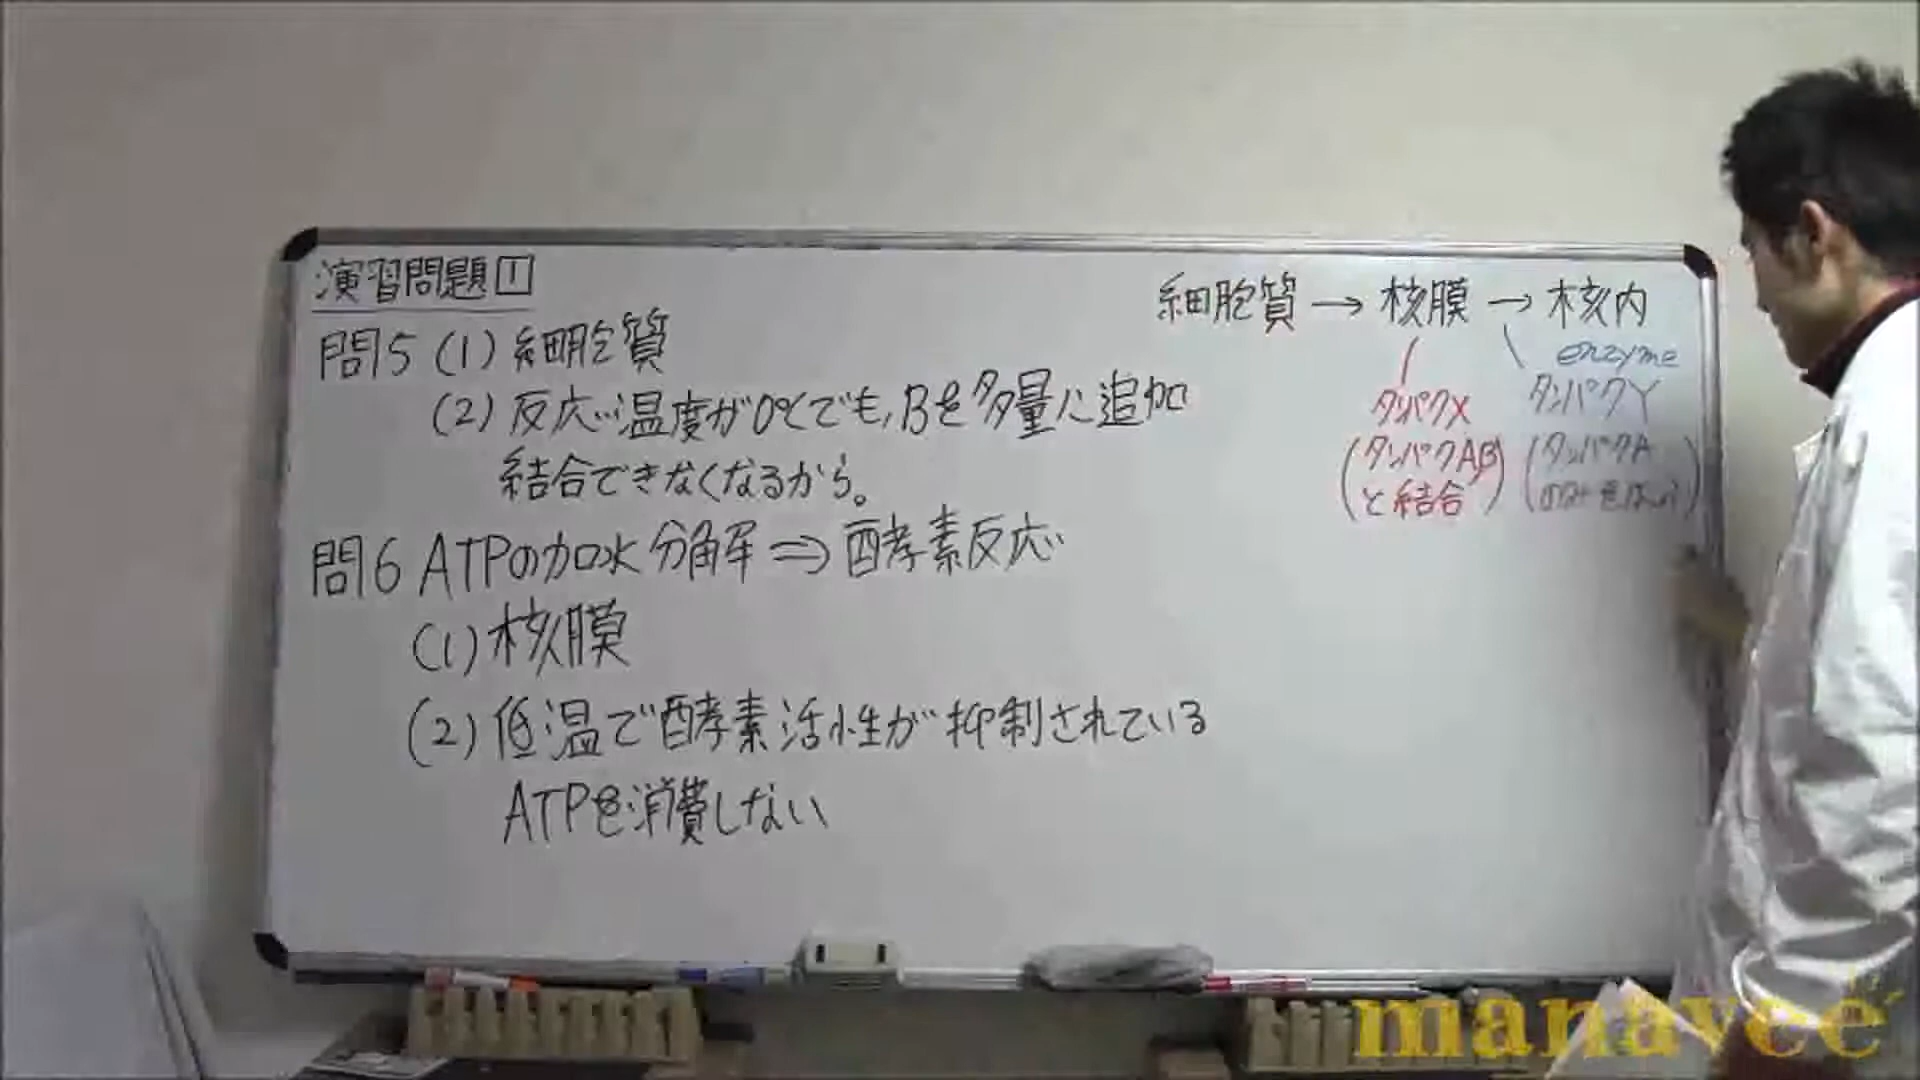 演習問題1
問5 (1) 細胞質
(2) 反応温度が0℃でも,Bを多量に追加
結合できなくなるから。
問6 ATPの加水分解⇒酵素反応
(1) 核膜
(2) 低温で酵素活性が抑制されている
ATPを消費しない
細胞質→核膜→核内
enzyme
タンパクX
タンパクY
(タンパクAB
と結合)
(タンパクA
manavee